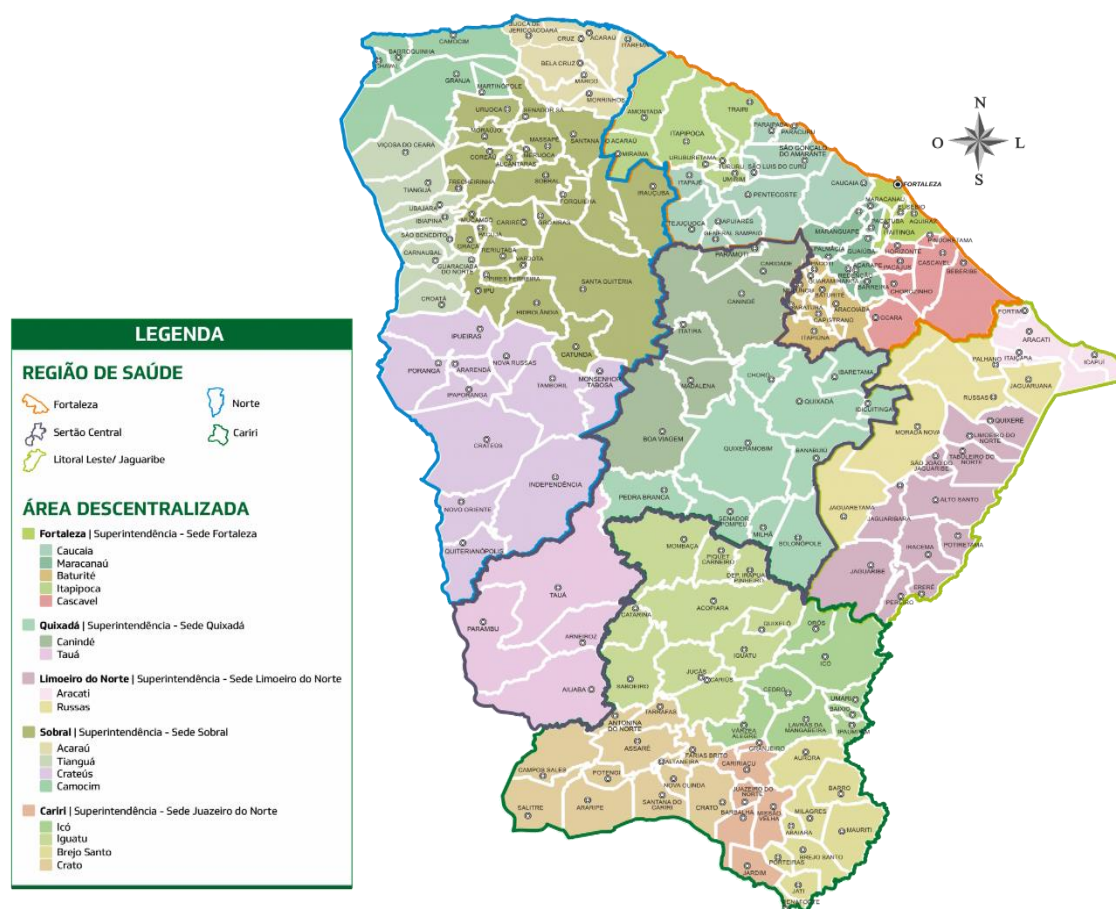 LEGENDA
REGIÃO DE SAÚDE
Fortaleza
Norte
Sertão Central
Cariri
Litoral Leste/ Jaguaribe
ÁREA DESCENTRALIZADA
Fortaleza | Superintendência - Sede Fortaleza
Caucaia
Maracanaú
Baturité
Itapipoca
Cascavel
Quixadá | Superintendência - Sede Quixadá
Canindé
Tauá
Limoeiro do Norte | Superintendência - Sede Limoeiro do Norte
Aracati
Russas
Sobral | Superintendência - Sede Sobral
Acaraú
Tianguá
Crateús
Camocim
Cariri | Superintendência - Sede Juazeiro do Norte
Icó
Iguatu
Brejo Santo
Crato
N
O
L
S
JERICOACOARA
CAMOCIM
CRUZ
ACARAÚ
ITAREMA
BARROQUINHA
BELA CRUZ
GRANJA
MARCO
MARTINÓPOLE
MORRINHOS
URUOCA
SENADOR SÁ
AMONTADA
TRAIRI
PARAIPABA
PARACURU
MORAÚJO
MASSAPÊ
SANTANA DO ACARAÚ
ITAPIPOCA
MIRAÍMA
VIÇOSA DO CEARÁ
COREAÚ
MERUOCA
ALCÂNTARAS
URUBURETAMA
TURURU
UMIRIM
SÃO GONÇALO
DO AMARANTE
SÃO LUIS DO CURÚ
TIANGUÁ
FRECHEIRINHA
SOBRAL
IRAUÇUBA
ITAPAJÉ
PENTECOSTE
CAUCAIA
FORTALEZA
UBAJARA
FORQUILHA
MARACANAÚ
EUSÉBIO
AQUIRAZ
IBIAPINA
CARIRÉ
GROAÍRAS
TEJUÇUOCA
APUIARÉS
GENERAL SAMPAIO
MARANGUAPE
PACATUBA
ITAITINGA
SÃO BENEDITO
GRAÇA
RERIUTABA
VARJOTA
PARAMOTI
PALMÁCIA
GUAIÚBA
HORIZONTE
PINDORETAMA
CARNAUBAL
GUARACIABA
DO NORTE
PIRES FERREIRA
CARIDADE
PACOTI
ACARAPE
REDENÇÃO
PACAJUS
CASCAVEL
BEBERIBE
GUARAMIRANGA
BARREIRA
CHOROZINHO
CROATÁ
IPU
SANTA QUITÉRIA
CANINDÉ
BATURITÉ
ARATUBA
ARACOIABA
CAPISTRANO
OCARA
HIDROLÂNDIA
ITATIRA
ITAPIÚNA
FORTIM
ARACATI
IPUEIRAS
CATUNDA
ICAPUÍ
PORANGA
ARARENDÁ
NOVA RUSSAS
TAMBORIL
MONSENHOR
TABOSA
MADALENA
CHORÓ
IBARETAMA
PALHANO
ITAIÇABA
JAGUARUANA
IPAPORANGA
QUIXADÁ
IBICUITINGA
RUSSAS
CRATEÚS
BOA VIAGEM
QUIXERAMOBIM
BANABUIÚ
MORADA NOVA
QUIXERÉ
LIMOEIRO DO
NORTE
SÃO JOÃO DO
JAGUARIBE
TABOLEIRO DO
NORTE
INDEPENDÊNCIA
PEDRA BRANCA
ALTO SANTO
NOVO ORIENTE
SENADOR
POMPEU
MILHÃ
SOLONÓPOLE
JAGUARETAMA
JAGUARIBARA
QUITERIANÓPOLIS
MOMBAÇA
PIQUET
CARNEIRO
DEP. IRAPUAN
PINHEIRO
JAGUARIBE
IRACEMA
POTIRETAMA
ERERÊ
PEREIRO
TAUÁ
PARAMBU
CATARINA
ACOPIARA
ARNEIROZ
QUIXELÔ
ORÓS
IGUATU
ICÓ
AIUABA
SABOEIRO
JUCÁS
CARIÚS
CEDRO
UMARI
BAIXIO
IPAUMIRIM
ANTONINA
DO NORTE
TARRAFAS
VÁRZEA
ALEGRE
LAVRAS DA
MANGABEIRA
ASSARÉ
FARIAS BRITO
GRANJEIRO
AURORA
CAMPOS SALES
POTENGI
ALTANEIRA
CARIRIAÇU
NOVA OLINDA
JUAZEIRO DO
NORTE
BARRO
SALITRE
ARARIPE
SANTANA DO
CARIRI
CRATO
BARBALHA
MISSÃO
VELHA
MILAGRES
ABAIARA
MAURITI
JARDIM
PORTEIRAS
BREJO SANTO
JATI